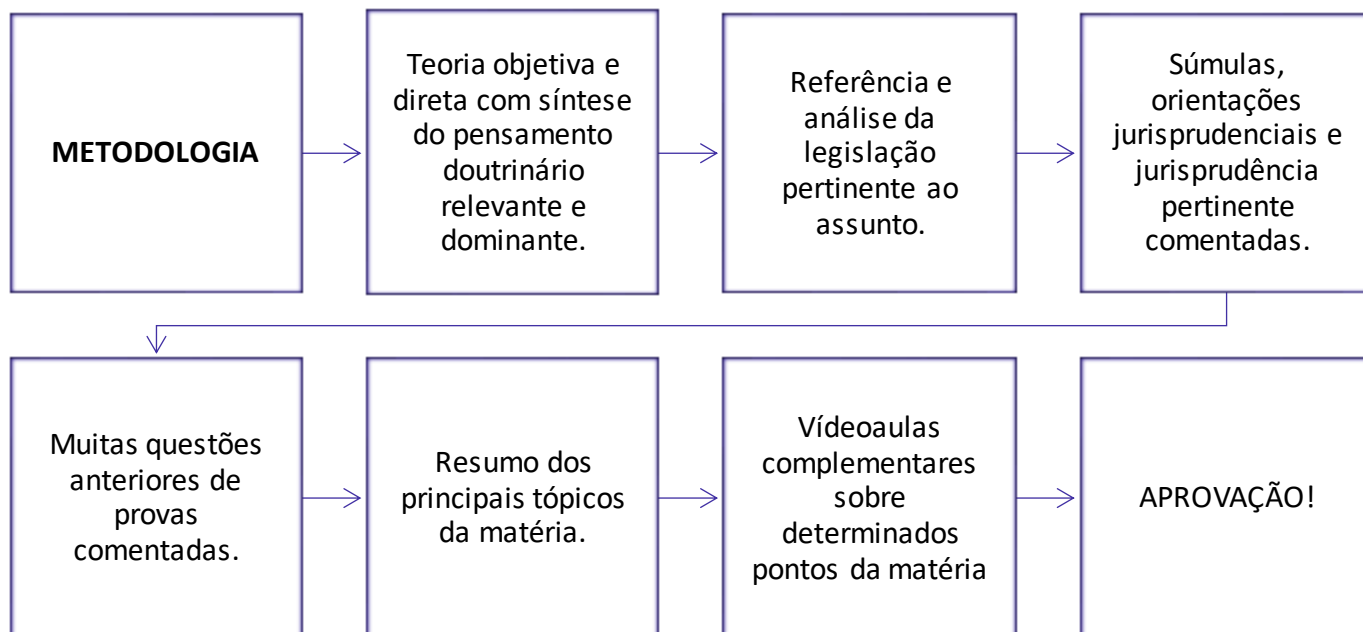 METODOLOGIA
Teoria objetiva e
direta com síntese
do pensamento
doutrinário
relevante e
dominante.
Referência e
análise da
legislação
pertinente ao
assunto.
Súmulas,
orientações
jurisprudenciais e
jurisprudência
pertinente
comentadas.
Muitas questões
anteriores de
provas
comentadas.
Resumo dos
principais tópicos
da matéria.
Vídeoaulas
complementares
sobre
determinados
pontos da matéria
APROVAÇÃO!